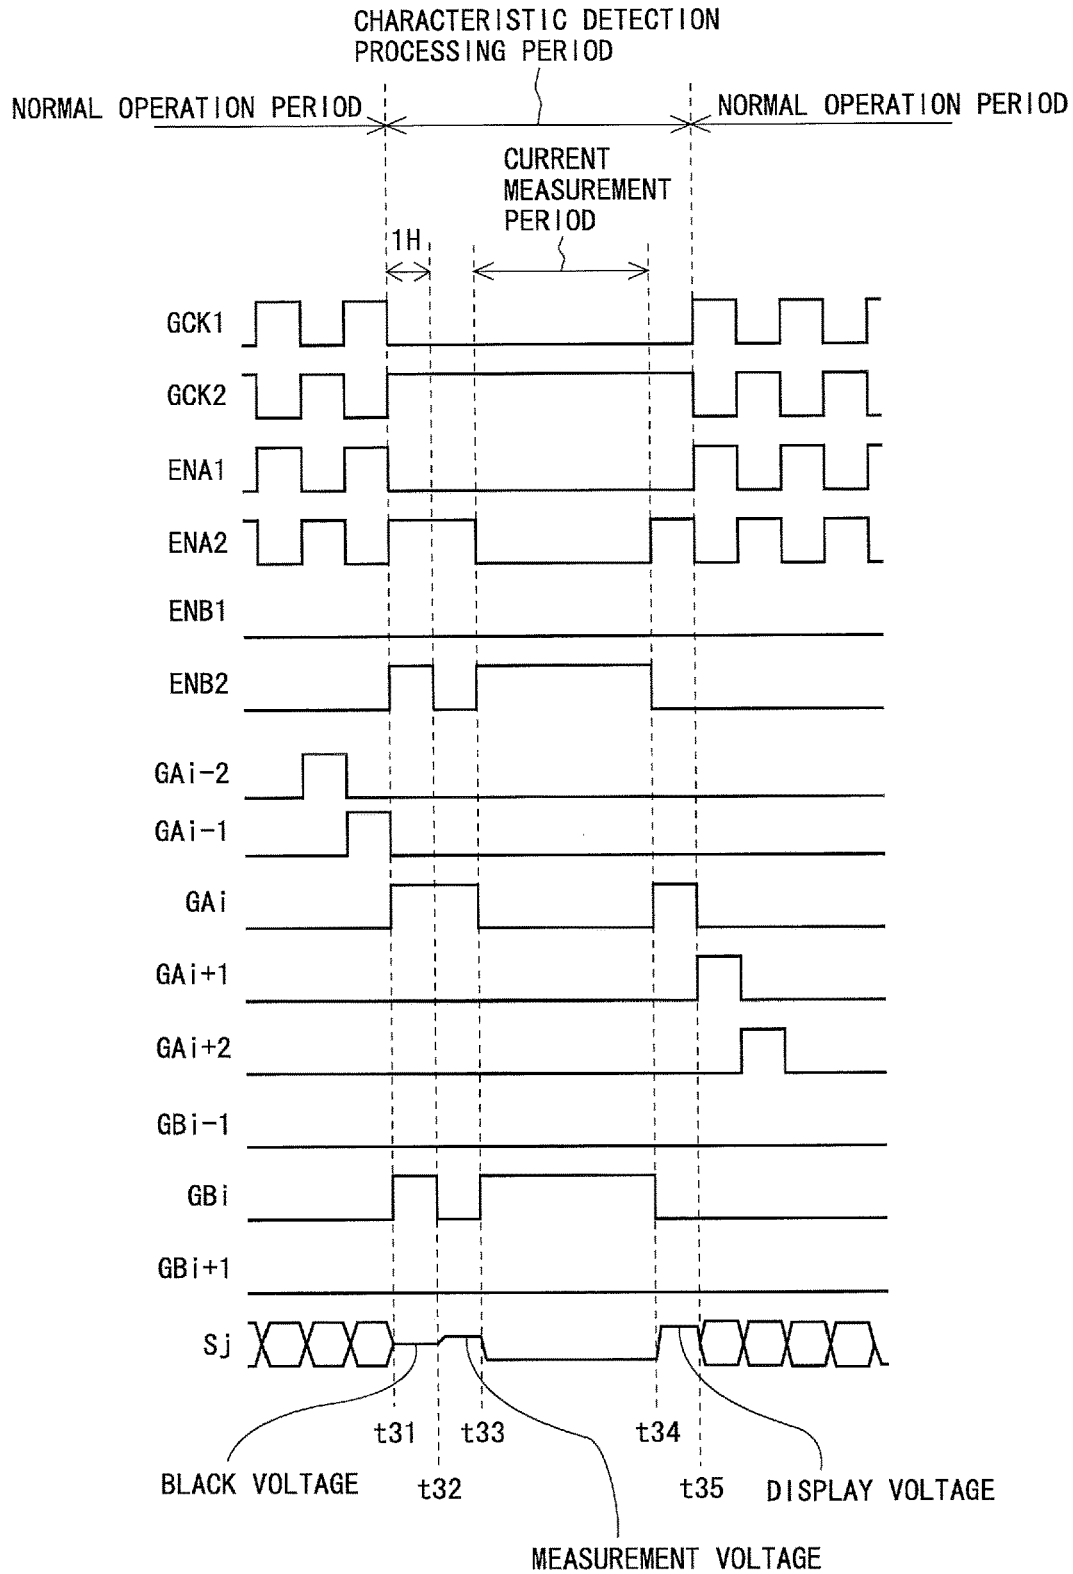 CHARACTERISTIC DETECTION
PROCESSING PERIOD
NORMAL OPERATION PERIOD
NORMAL OPERATION PERIOD
CURRENT
MEASUREMENT
PERIOD
1H
GCK1
GCK2
ENA1
ENA2
ENB1
ENB2
GAi-2
GAi-1
GAi
GAi+1
GAi+2
GBi-1
GBi
GBi+1
Sj
t31
t33
t34
BLACK VOLTAGE
t32
t35
DISPLAY VOLTAGE
MEASUREMENT VOLTAGE